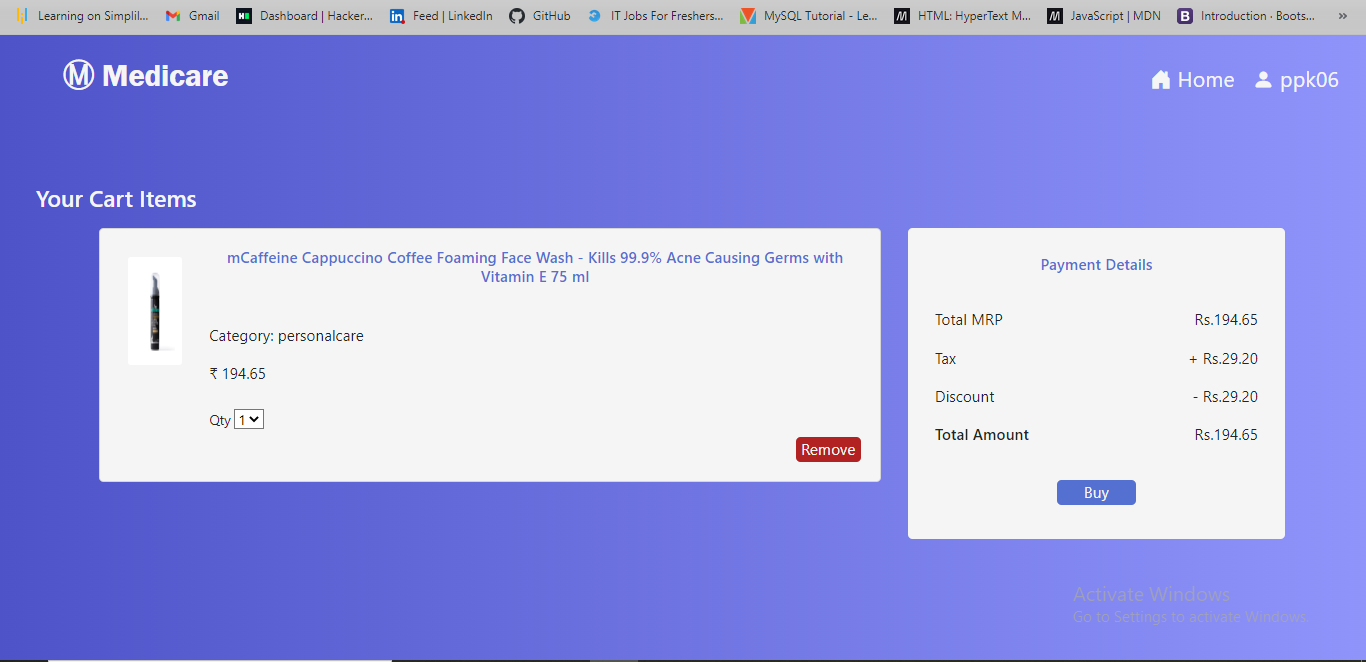 Learning on Simplil... Gmail Dashboard | Hacker... Feed | LinkedIn GitHub IT Jobs For Freshers... MySQL Tutorial - Le... HTML: HyperText M... JavaScript | MDN Introduction · Boots... »
M Medicare
Home ppk06
Your Cart Items
mCaffeine Cappuccino Coffee Foaming Face Wash - Kills 99.9% Acne Causing Germs with
Vitamin E 75 ml
Category: personalcare
₹ 194.65
Qty 1
Remove
Payment Details
Total MRP Rs.194.65
Tax + Rs.29.20
Discount - Rs.29.20
Total Amount Rs.194.65
Buy
Activate Windows
Go to Settings to activate Windows.